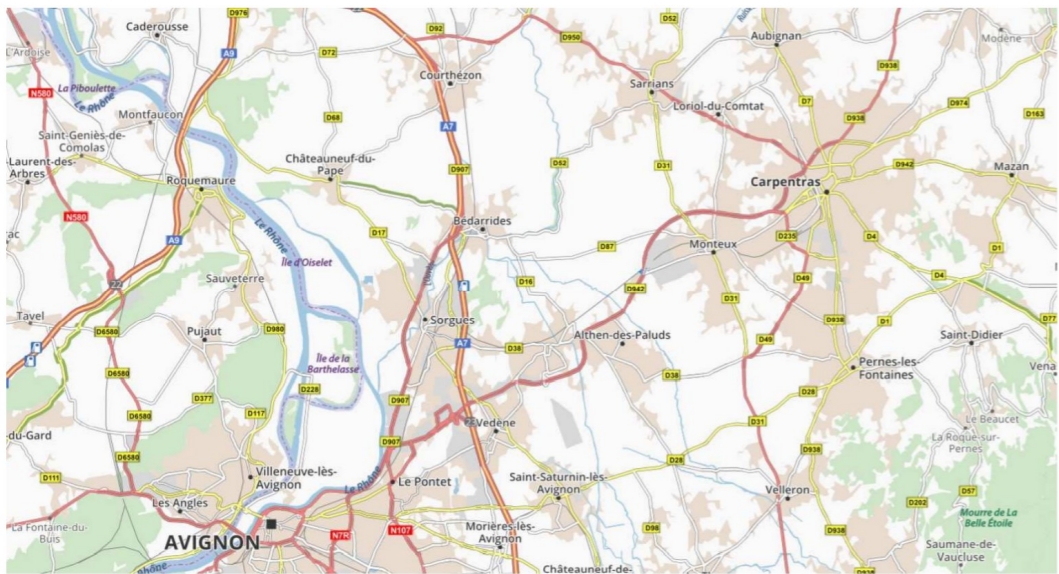 D976
D92
D52
Caderousse
D950
Aubignan
Modène
L'Ardoise
A9
D72
D938
La Piboulette
Courthézon
Sarrians
N580
Le Rhône
Loriol-du-Comtat
D7
D974
Montfaucon
D68
D938
D163
Saint-Geniès-de-
Comolas
A7
-Laurent-des-
Arbres
Châteauneuf-du-
Pape
D907
D52
D31
D942
Mazan
Roquemaure
Carpentras
N580
Le Rhône
Bédarrides
D17
D235
D4
A9
D87
Monteux
D1
Île d'Oiselet
Sauveterre
D16
D49
D4
22
D942
D31
Tavel
D6580
Pujaut
D980
Sorgues
D938
D1
D77
Althen-des-Paluds
Saint-Didier
A7
D38
D49
Île de la
Barthelasse
Pernes-les-
Fontaines
Vena
D6580
D38
D228
D28
D377
D907
D6580
D117
D31
Le Beaucet
-du-Gard
D907
Vedène
La Roque-sur-
Pernes
D6580
D938
D28
D111
Villeneuve-lès-
Avignon
Le Rhône
Le Pontet
Saint-Saturnin-lès-
Avignon
Velleron
D57
Les Angles
D202
Mourre de La
Belle Étoile
La Fontaine-du-
Buis
AVIGNON
N7R
N107
Morières-lès-
Avignon
D98
D938
Saumane-de-
Vaucluse
Rhône
Châteauneuf-de-
D938